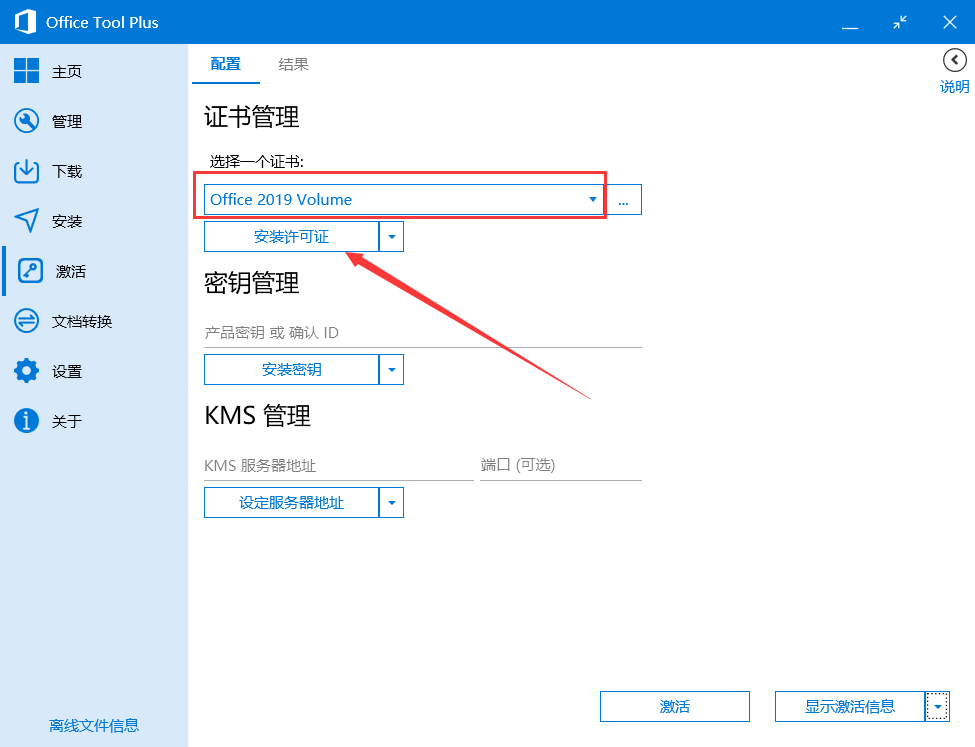 Office Tool Plus
主页
管理
下载
安装
激活
文档转换
设置
关于
离线文件信息
配置 结果
说明
证书管理
选择一个证书:
Office 2019 Volume ...
安装许可证
密钥管理
产品密钥 或 确认 ID
安装密钥
KMS 管理
KMS 服务器地址 端口 (可选)
设定服务器地址
激活 显示激活信息